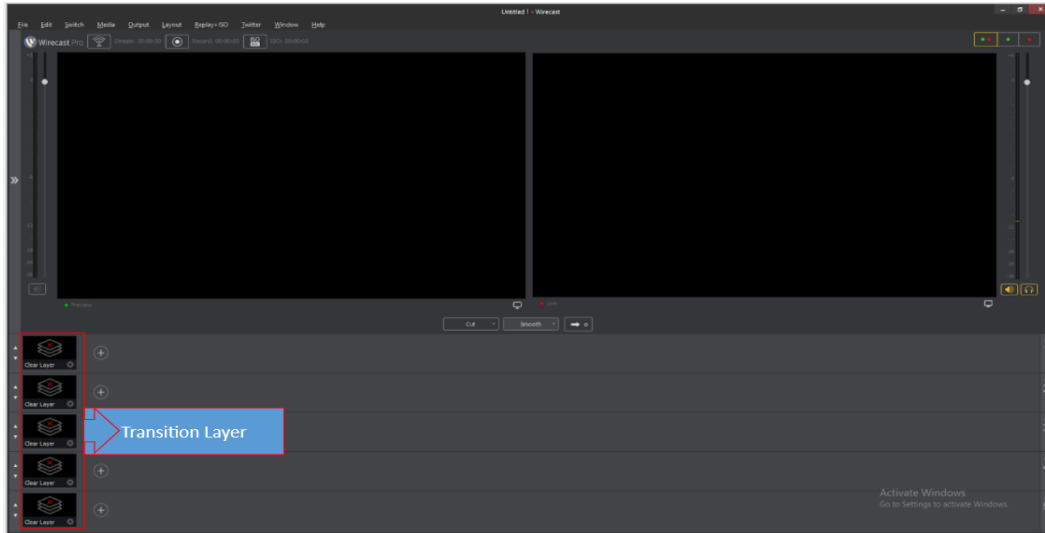 Untitled 1 - Wirecast
File Edit Switch Media Output Layout Replay+ISO Twitter Window Help
Wirecast Pro Stream: 00:00:00 Record: 00:00:00 ISO ISO: 00:00:00
Preview
Live
Cut Smooth
Clear Layer
Clear Layer
Transition Layer
Clear Layer
Clear Layer
Clear Layer
Activate Windows
Go to Settings to activate Windows.